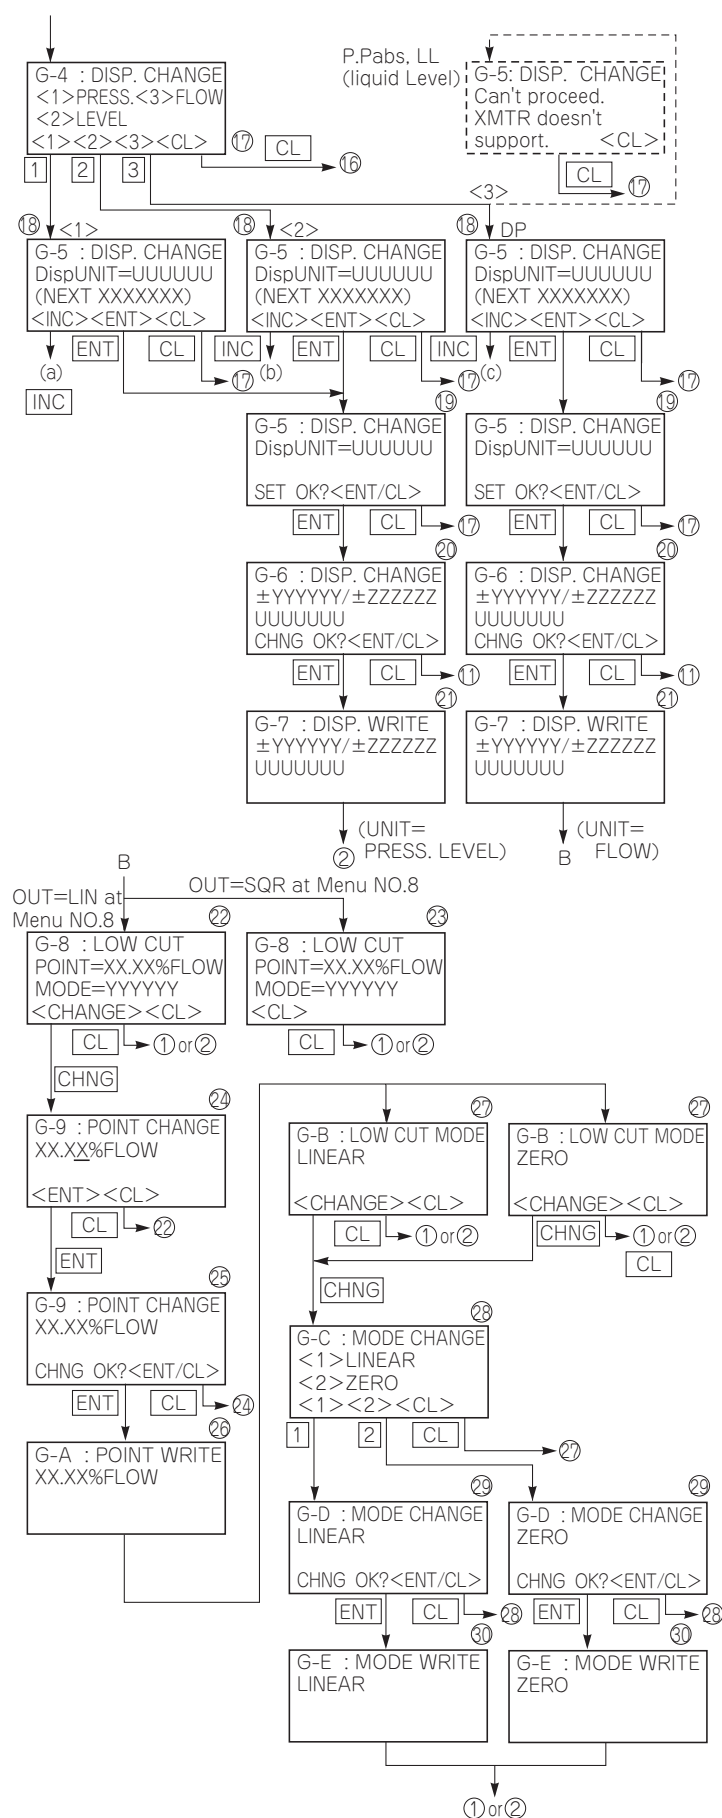 G-4 : DISP. CHANGE
<1>PRESS.<3>FLOW
<2>LEVEL
<1><2><3><CL>
⑰
1
2
3
CL
⑯
P.Pabs, LL
(liquid Level)
G-5: DISP. CHANGE
Can't proceed.
XMTR doesn't
support. <CL>
CL
⑰
<3>
⑱ <1>
G-5 : DISP. CHANGE
DispUNIT=UUUUUU
(NEXT XXXXXXX)
<INC><ENT><CL>
ENT
CL
(a)
INC
⑰
⑱ <2>
G-5 : DISP. CHANGE
DispUNIT=UUUUUU
(NEXT XXXXXXX)
<INC><ENT><CL>
INC
ENT
CL
(b)
⑰
⑱ DP
G-5 : DISP. CHANGE
DispUNIT=UUUUUU
(NEXT XXXXXXX)
<INC><ENT><CL>
INC
ENT
CL
(c)
⑰
⑲
G-5 : DISP. CHANGE
DispUNIT=UUUUUU
SET OK?<ENT/CL>
ENT
CL
⑰
⑲
G-5 : DISP. CHANGE
DispUNIT=UUUUUU
SET OK?<ENT/CL>
ENT
CL
⑰
⑳
G-6 : DISP. CHANGE
±YYYYYY/±ZZZZZZ
UUUUUUU
CHNG OK?<ENT/CL>
ENT
CL
⑪
⑳
G-6 : DISP. CHANGE
±YYYYYY/±ZZZZZZ
UUUUUUU
CHNG OK?<ENT/CL>
ENT
CL
⑪
㉑
G-7 : DISP. WRITE
±YYYYYY/±ZZZZZZ
UUUUUUU
②
(UNIT=
PRESS. LEVEL)
㉑
G-7 : DISP. WRITE
±YYYYYY/±ZZZZZZ
UUUUUUU
B
(UNIT=
FLOW)
B
OUT=LIN at
Menu NO.8
OUT=SQR at Menu NO.8
㉒
G-8 : LOW CUT
POINT=XX.XX%FLOW
MODE=YYYYYY
<CHANGE><CL>
CL
①or②
CHNG
㉓
G-8 : LOW CUT
POINT=XX.XX%FLOW
MODE=YYYYYY
<CL>
CL
①or②
㉔
G-9 : POINT CHANGE
XX.XX%FLOW
<ENT><CL>
CL
㉒
ENT
㉕
G-9 : POINT CHANGE
XX.XX%FLOW
CHNG OK?<ENT/CL>
ENT
CL
㉔
㉖
G-A : POINT WRITE
XX.XX%FLOW
㉗
G-B : LOW CUT MODE
LINEAR
<CHANGE><CL>
CL
①or②
CHNG
㉗
G-B : LOW CUT MODE
ZERO
<CHANGE><CL>
CHNG
①or②
CL
㉘
G-C : MODE CHANGE
<1>LINEAR
<2>ZERO
<1><2><CL>
1
2
CL
㉗
㉙
G-D : MODE CHANGE
LINEAR
CHNG OK?<ENT/CL>
ENT
CL
㉘
㉙
G-D : MODE CHANGE
ZERO
CHNG OK?<ENT/CL>
ENT
CL
㉘
㉚
G-E : MODE WRITE
LINEAR
㉚
G-E : MODE WRITE
ZERO
①or②